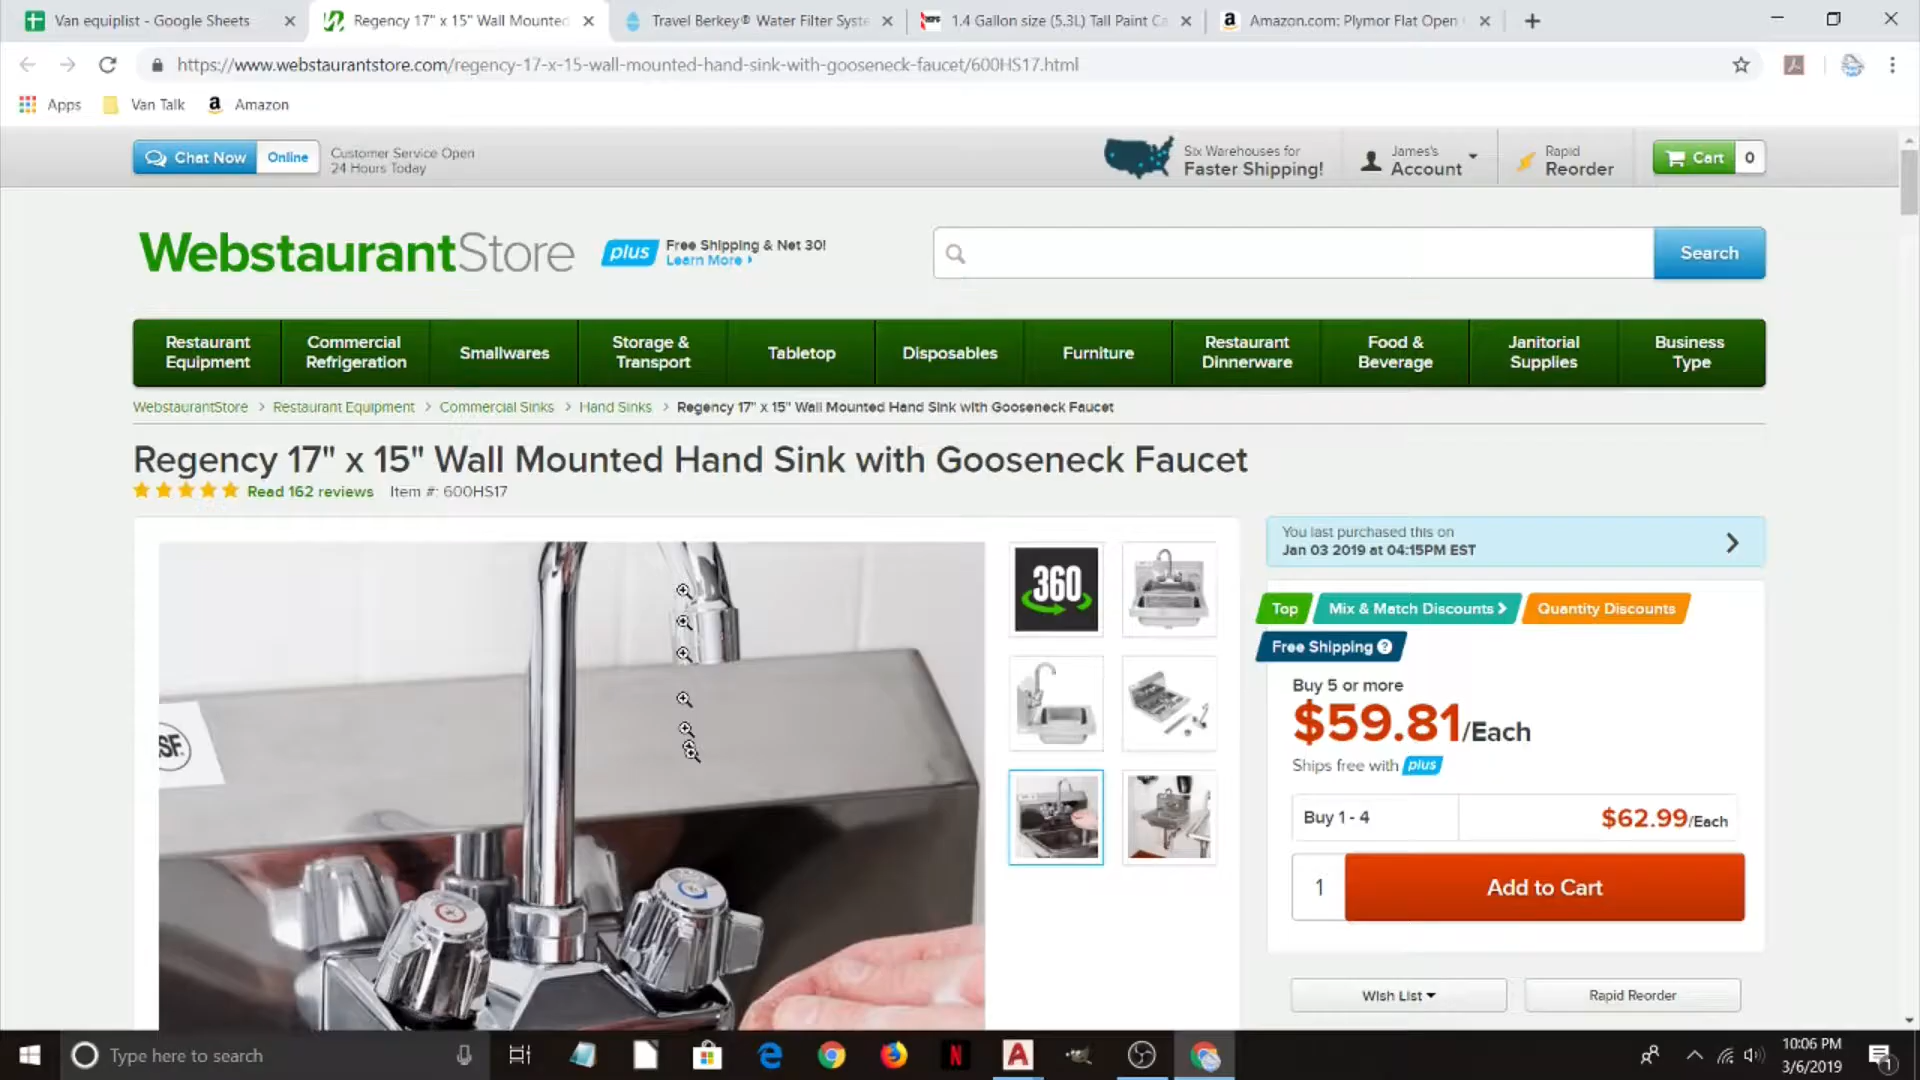 Van equiplist - Google Sheets
Regency 17" x 15" Wall Mounted
Travel Berkey® Water Filter Syste
1.4 Gallon size (5.3L) Tall Paint Ca
Amazon.com: Plymor Flat Open
https://www.webstaurantstore.com/regency-17-x-15-wall-mounted-hand-sink-with-gooseneck-faucet/600HS17.html
Apps
Van Talk
Amazon
Chat Now
Online
Customer Service Open
24 Hours Today
Six Warehouses for
Faster Shipping!
James's
Account
Rapid
Reorder
Cart
0
WebstaurantStore
plus
Free Shipping & Net 30!
Learn More
Search
Restaurant
Equipment
Commercial
Refrigeration
Smallwares
Storage &
Transport
Tabletop
Disposables
Furniture
Restaurant
Dinnerware
Food &
Beverage
Janitorial
Supplies
Business
Type
WebstaurantStore > Restaurant Equipment > Commercial Sinks > Hand Sinks > Regency 17" x 15" Wall Mounted Hand Sink with Gooseneck Faucet
Regency 17" x 15" Wall Mounted Hand Sink with Gooseneck Faucet
Read 162 reviews
Item #: 600HS17
SF.
360
You last purchased this on
Jan 03 2019 at 04:15PM EST
Top
Mix & Match Discounts
Quantity Discounts
Free Shipping ?
Buy 5 or more
$59.81/Each
Ships free with plus
Buy 1 - 4
$62.99/Each
1
Add to Cart
Wish List
Rapid Reorder
Type here to search
10:06 PM
3/6/2019
1